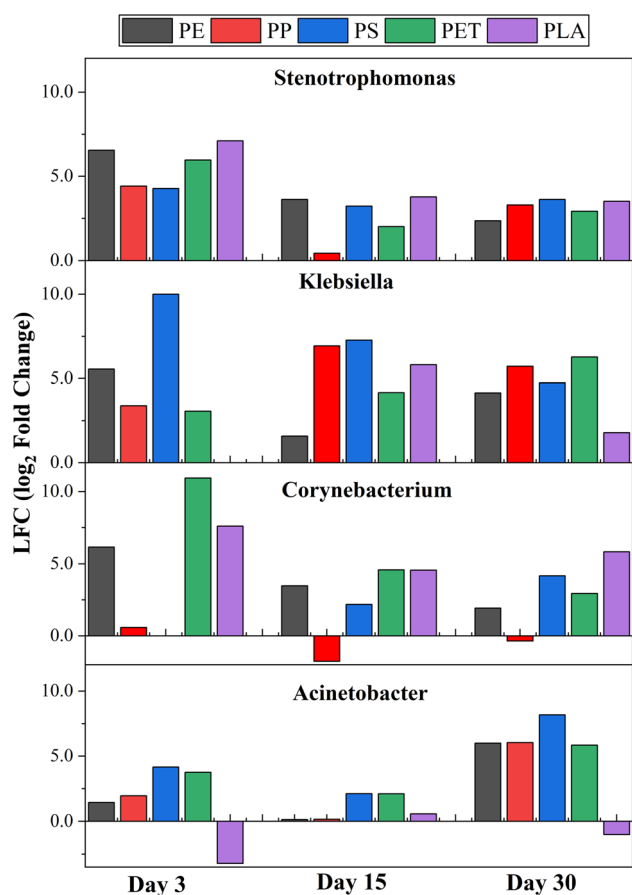 PE PP PS PET PLA
Stenotrophomonas
10.0
5.0
0.0
Klebsiella
10.0
5.0
0.0
LFC (log₂ Fold Change)
Corynebacterium
10.0
5.0
0.0
Acinetobacter
10.0
5.0
0.0
Day 3 Day 15 Day 30